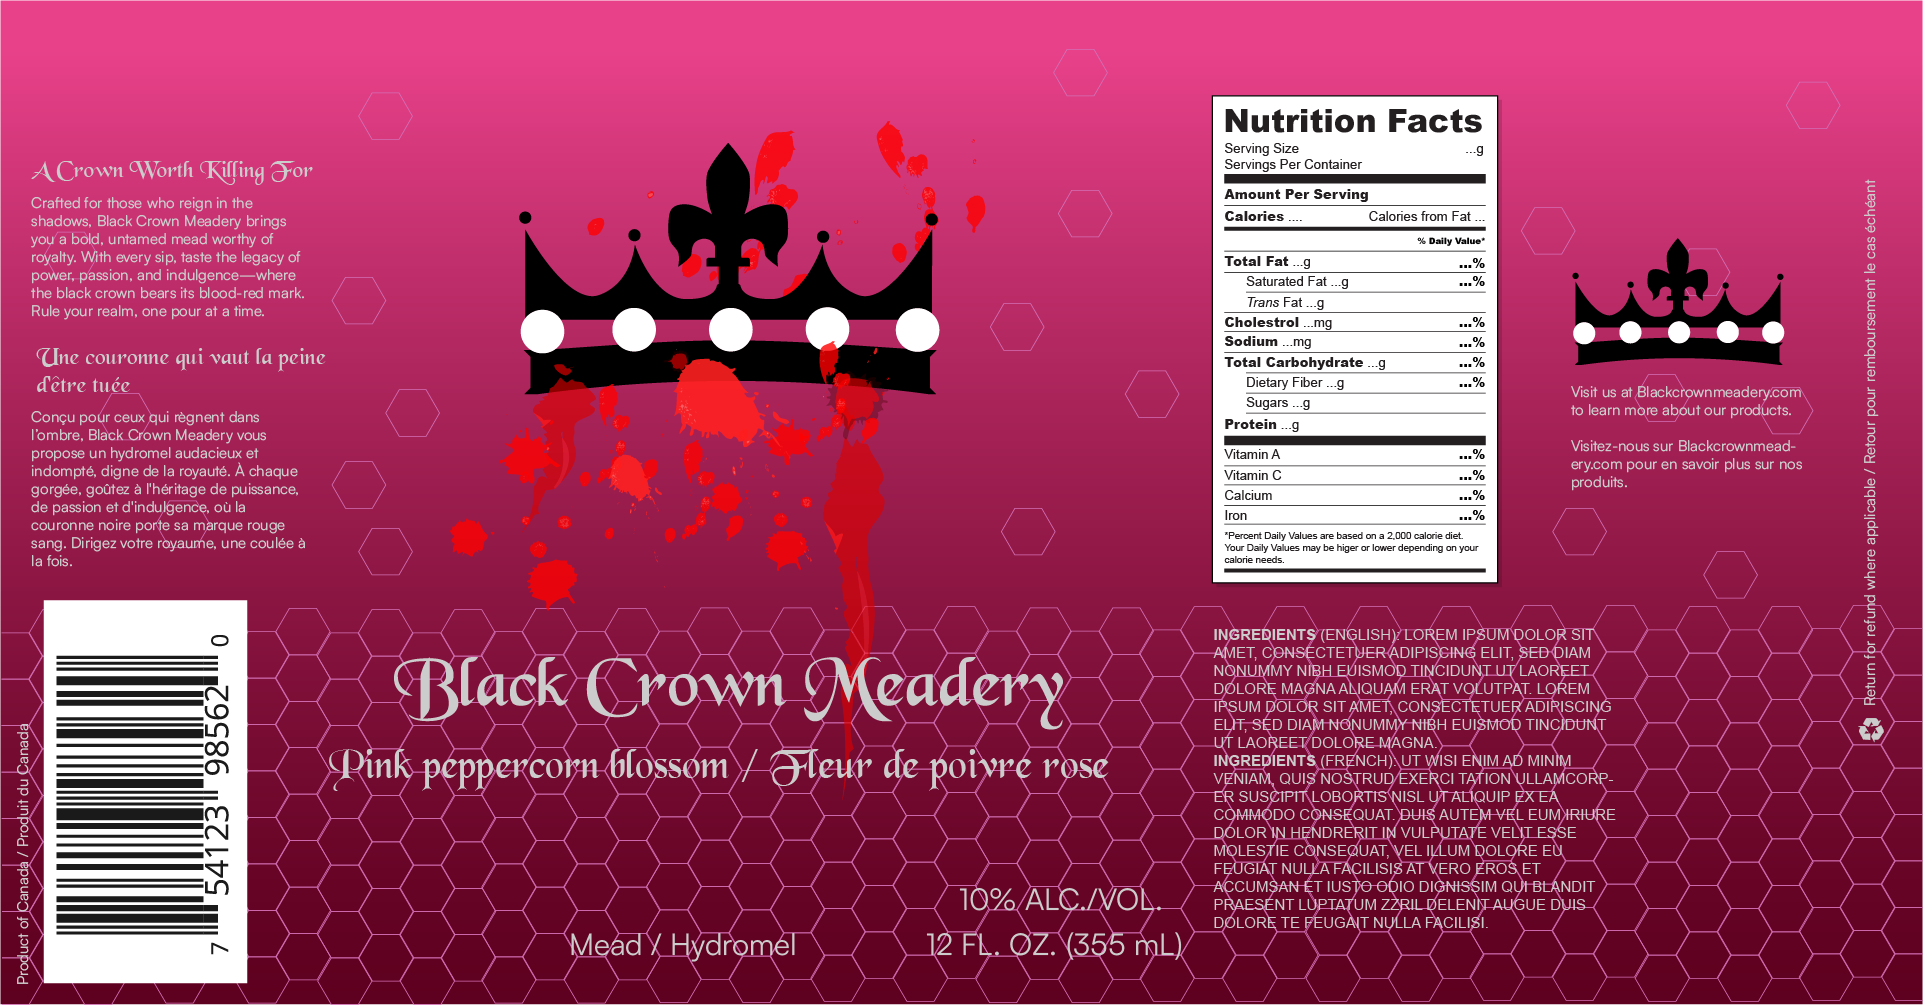 A Crown Worth Killing For
Crafted for those who reign in the
shadows, Black Crown Meadery brings
you a bold, untamed mead worthy of
royalty. With every sip, taste the legacy of
power, passion, and indulgence—where
the black crown bears its blood-red mark.
Rule your realm, one pour at a time.
Une couronne qui vaut la peine
d'être tuée
Conçu pour ceux qui règnent dans
l'ombre, Black Crown Meadery vous
propose un hydromel audacieux et
indompté, digne de la royauté. À chaque
gorgée, goûtez à l'héritage de puissance,
de passion et d'indulgence, où la
couronne noire porte sa marque rouge
sang. Dirigez votre royaume, une coulée à
la fois.
Product of Canada / Produit du Canada
7 54123 98562 0
Black Crown Meadery
Pink peppercorn blossom / Fleur de poivre rose
10% ALC./VOL.
Mead / Hydromel
12 FL. OZ. (355 mL)
Nutrition Facts
Serving Size ...g
Servings Per Container
Amount Per Serving
Calories .... Calories from Fat ...
% Daily Value*
Total Fat ...g ...%
Saturated Fat ...g ...%
Trans Fat ...g
Cholestrol ...mg ...%
Sodium ...mg ...%
Total Carbohydrate ...g ...%
Dietary Fiber ...g ...%
Sugars ...g
Protein ...g
Vitamin A ...%
Vitamin C ...%
Calcium ...%
Iron ...%
*Percent Daily Values are based on a 2,000 calorie diet.
Your Daily Values may be higer or lower depending on your
calorie needs.
INGREDIENTS (ENGLISH): LOREM IPSUM DOLOR SIT
AMET, CONSECTETUER ADIPISCING ELIT, SED DIAM
NONUMMY NIBH EUISMOD TINCIDUNT UT LAOREET
DOLORE MAGNA ALIQUAM ERAT VOLUTPAT. LOREM
IPSUM DOLOR SIT AMET, CONSECTETUER ADIPISCING
ELIT, SED DIAM NONUMMY NIBH EUISMOD TINCIDUNT
UT LAOREET DOLORE MAGNA.
INGREDIENTS (FRENCH): UT WISI ENIM AD MINIM
VENIAM, QUIS NOSTRUD EXERCI TATION ULLAMCORP-
ER SUSCIPIT LOBORTIS NISL UT ALIQUIP EX EA
COMMODO CONSEQUAT. DUIS AUTEM VEL EUM IRIURE
DOLOR IN HENDRERIT IN VULPUTATE VELIT ESSE
MOLESTIE CONSEQUAT, VEL ILLUM DOLORE EU
FEUGIAT NULLA FACILISIS AT VERO EROS ET
ACCUMSAN ET IUSTO ODIO DIGNISSIM QUI BLANDIT
PRAESENT LUPTATUM ZZRIL DELENIT AUGUE DUIS
DOLORE TE FEUGAIT NULLA FACILISI.
Visit us at Blackcrownmeadery.com
to learn more about our products.
Visitez-nous sur Blackcrownmead-
ery.com pour en savoir plus sur nos
produits.
Return for refund where applicable / Retour pour remboursement le cas échéant